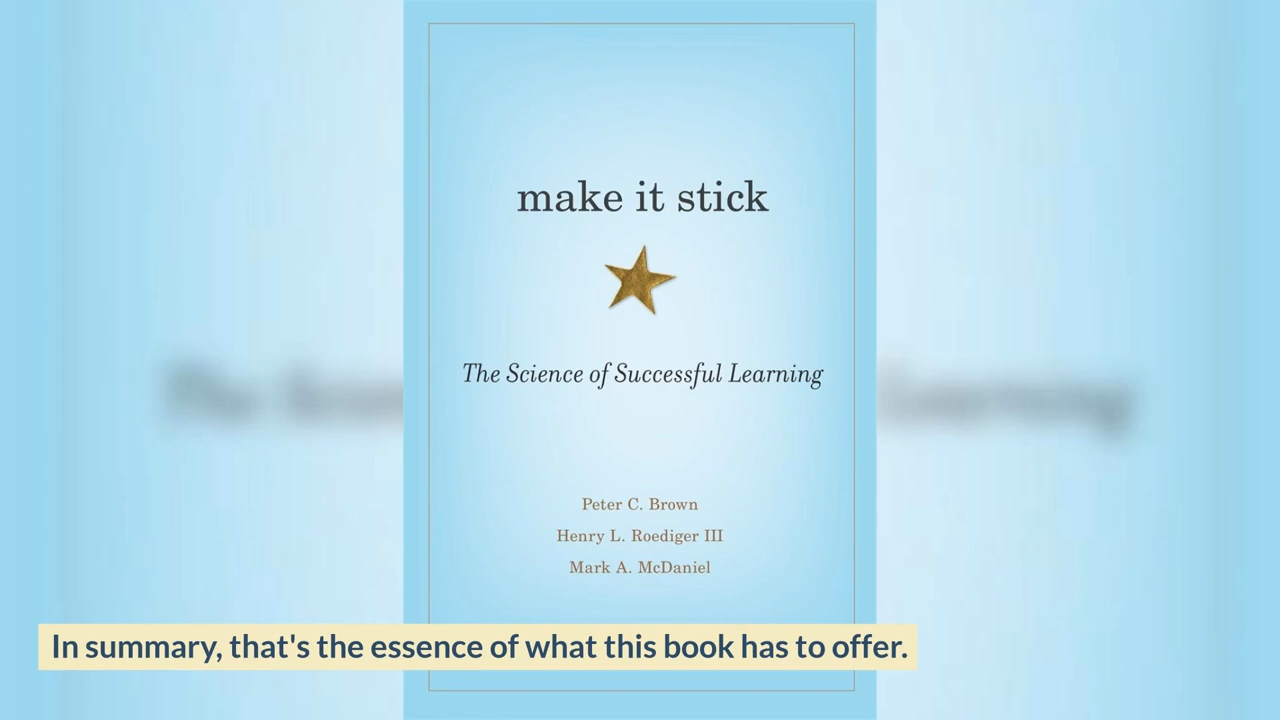 make it stick
The Science of Successful Learning
Peter C. Brown
Henry L. Roediger III
Mark A. McDaniel
In summary, that's the essence of what this book has to offer.